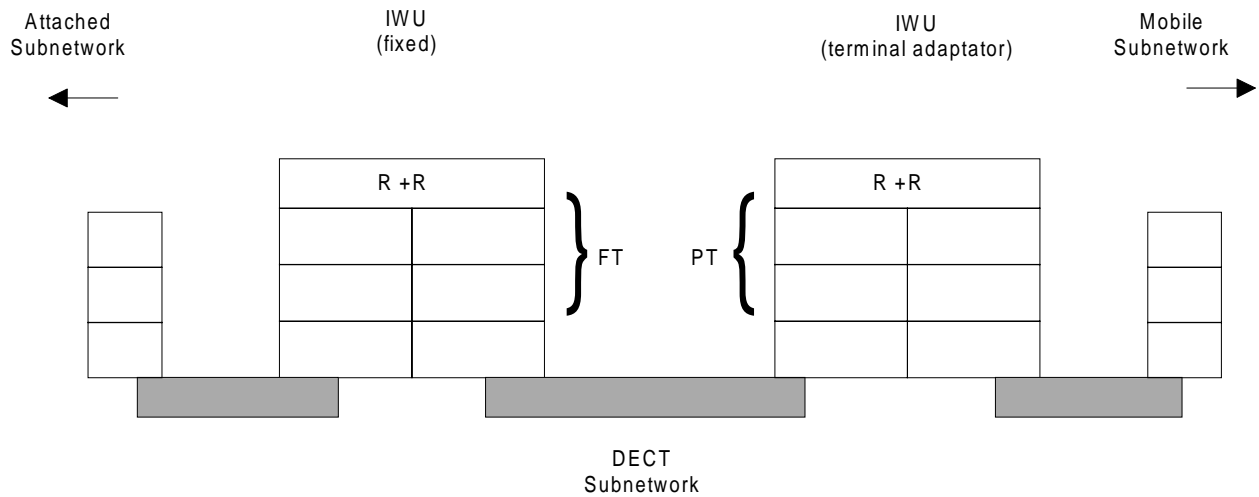 Attached
Subnetwork
IWU
(fixed)
IWU
(terminal adaptator)
Mobile
Subnetwork
R +R
R +R
FT
PT
DECT
Subnetwork